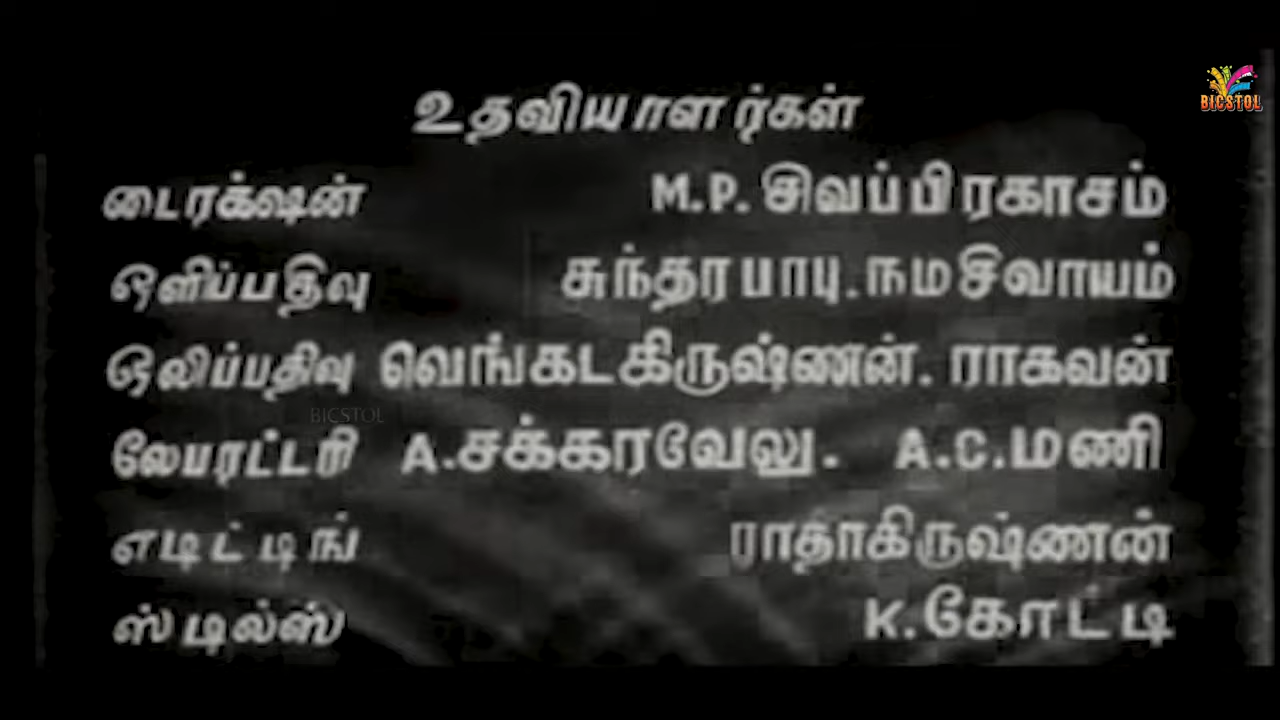 BICSTOL
உதவியாளர்கள்
டைரக்ஷன் M.P. சிவப்பிரகாசம்
ஒளிப்பதிவு சுந்தரபாபு. நமசிவாயம்
ஒலிப்பதிவு வெங்கடகிருஷ்ணன். ராகவன்
BICSTOL
லேபரட்டரி A.சக்கரவேலு. A.C.மணி
எடிட்டிங் ராதாகிருஷ்ணன்
ஸ்டில்ஸ் K.கோட்டி